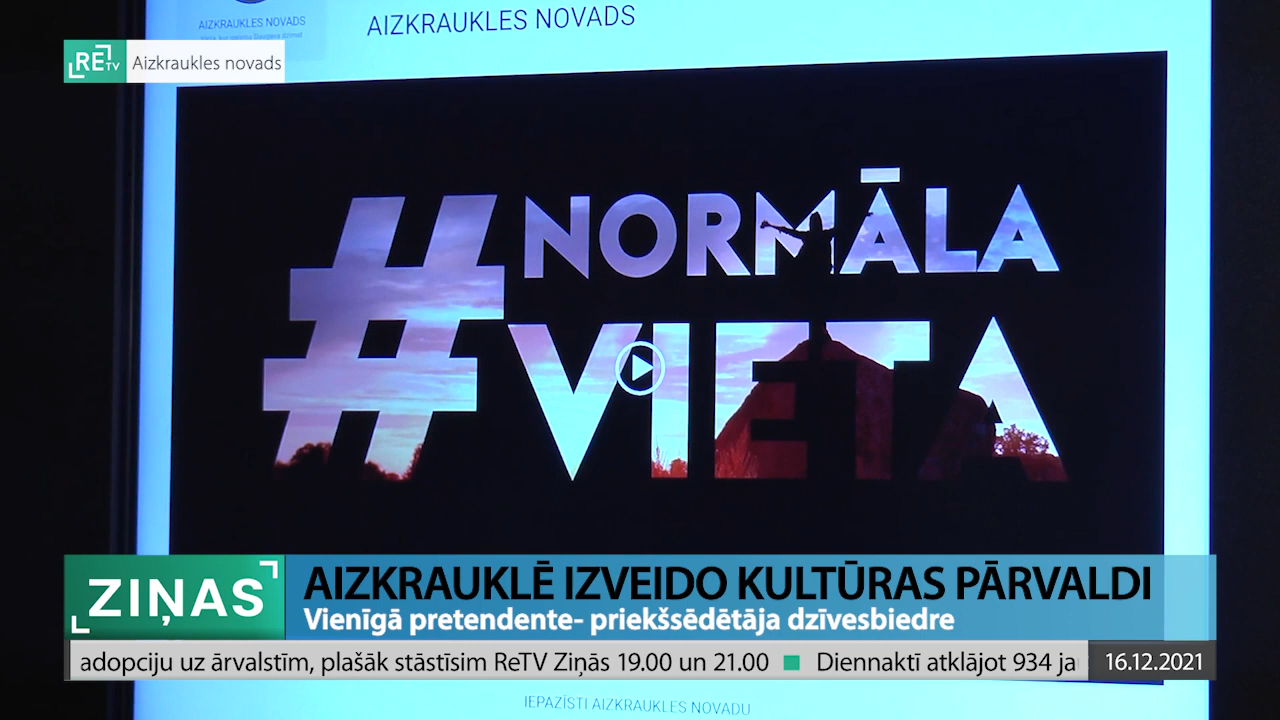 AIZKRAUKLES NOVADS
AIZKRAUKLES NOVADS
RE TV Aizkraukles novads
#NORMĀLA
VIETA
ZIŅAS
AIZKRAUKLĒ IZVEIDO KULTŪRAS PĀRVALDI
Vienīgā pretendente- priekšsēdētāja dzīvesbiedre
adopciju uz ārvalstīm, plašāk stāstīsim ReTV Ziņās 19.00 un 21.00 ■ Diennaktī atklājot 934 ja
16.12.2021
IEPAZĪSTI AIZKRAUKLES NOVADU